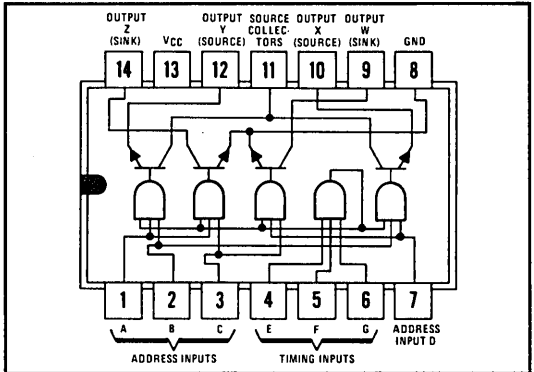 OUTPUT Z (SINK)
VCC
OUTPUT Y (SOURCE)
SOURCE COLLEC- TORS
OUTPUT X (SOURCE)
OUTPUT W (SINK)
GND
14 13 12 11 10 9 8
1 2 3 4 5 6 7
A B C E F G
ADDRESS INPUT D
ADDRESS INPUTS
TIMING INPUTS